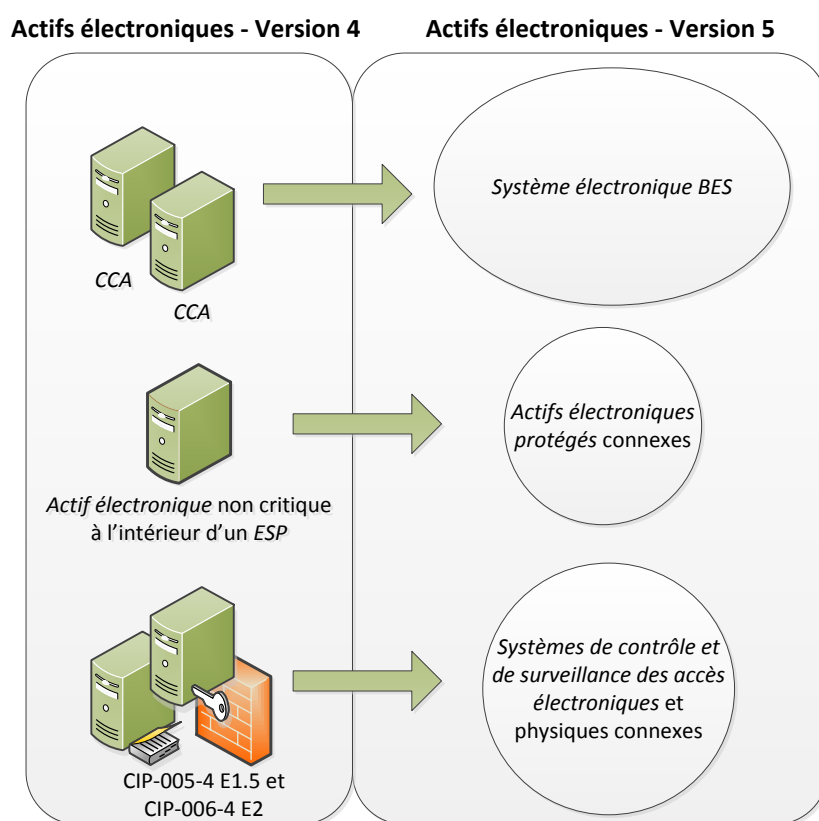 Actifs électroniques - Version 4
Actifs électroniques - Version 5
CCA
CCA
Système électronique BES
Actif électronique non critique
à l'intérieur d'un ESP
Actifs électroniques
protégés connexes
CIP-005-4 E1.5 et
CIP-006-4 E2
Systèmes de contrôle et
de surveillance des accès
électroniques et
physiques connexes